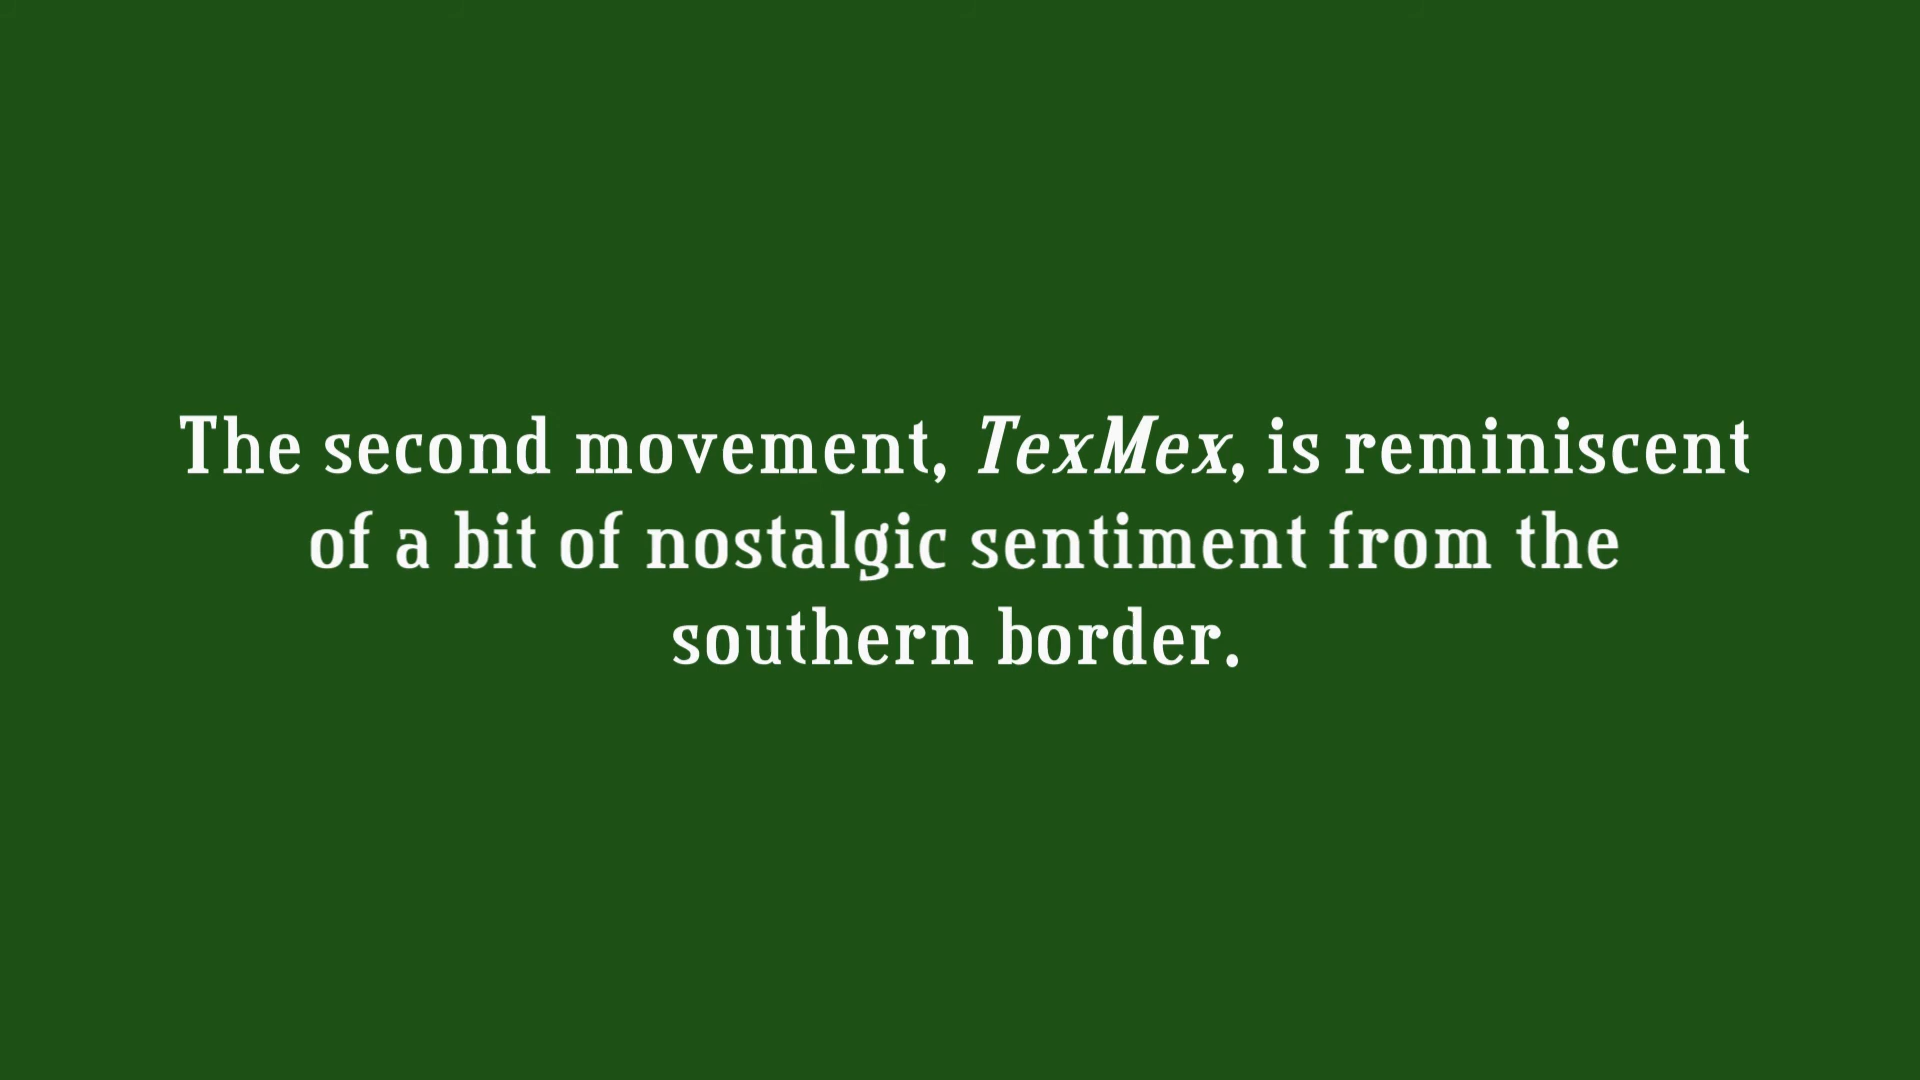 The second movement, TexMex, is reminiscent
of a bit of nostalgic sentiment from the
southern border.